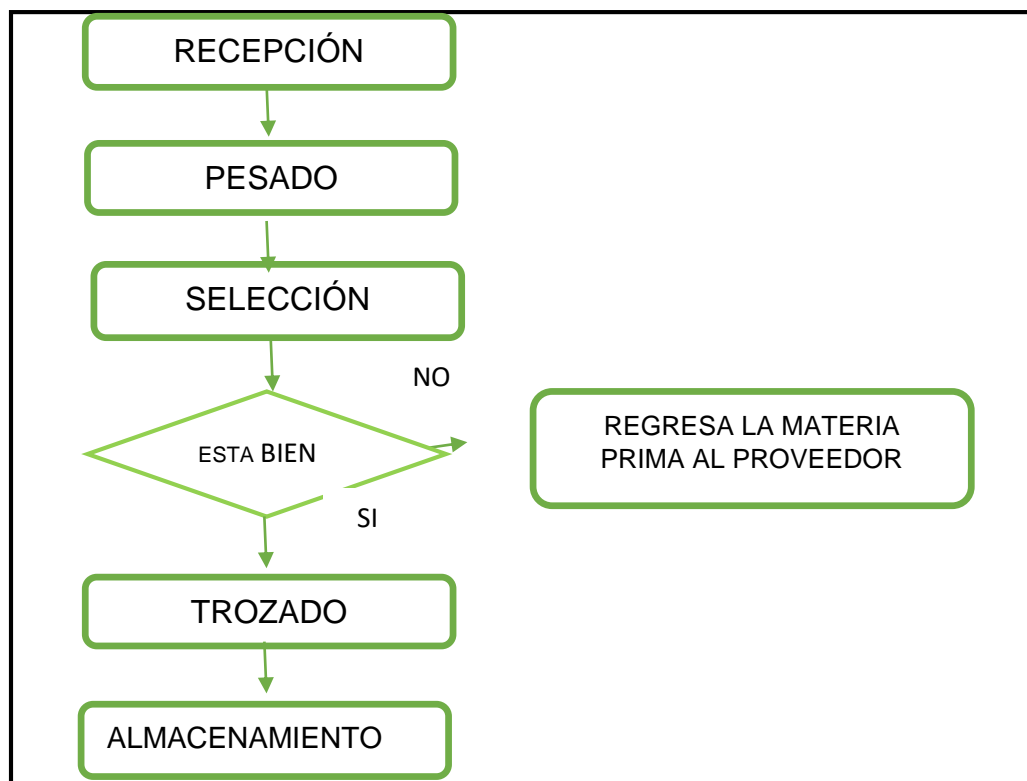 RECEPCIÓN
PESADO
SELECCIÓN
NO
ESTA BIEN
REGRESA LA MATERIA
PRIMA AL PROVEEDOR
SI
TROZADO
ALMACENAMIENTO